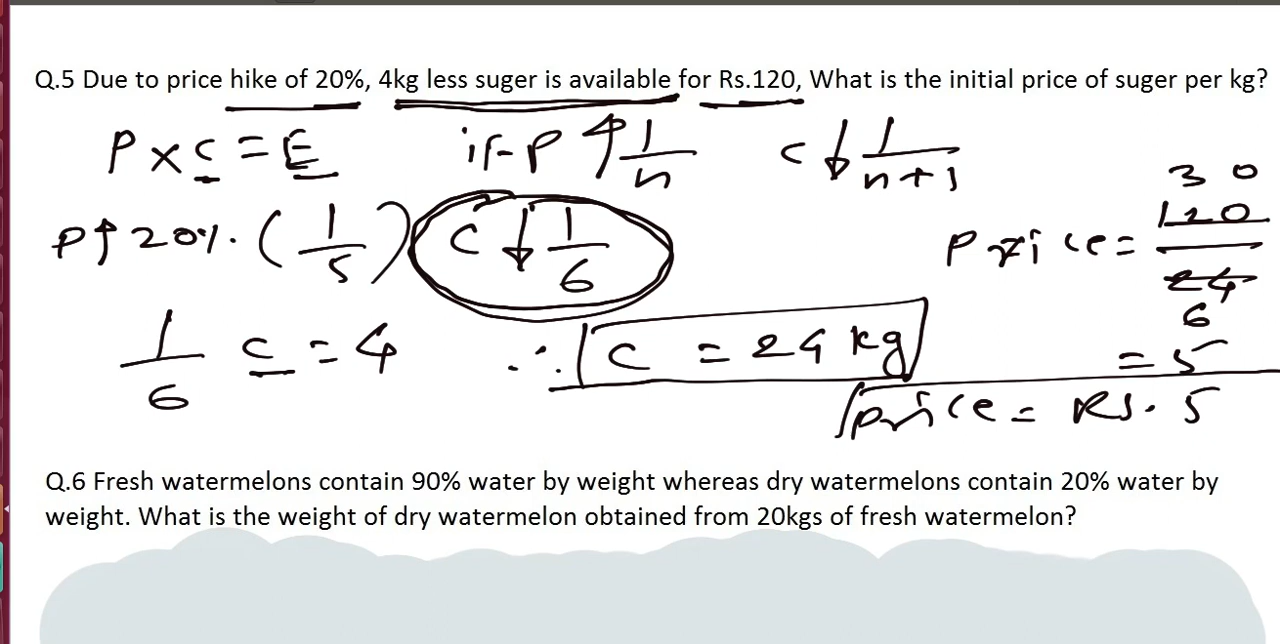 Q.5 Due to price hike of 20%, 4kg less suger is available for Rs.120, What is the initial price of suger per kg?
P × C = E if P ↑ 1/n C ↓ 1/n+1
P↑ 20% (1/5) C ↓ 1/6
Price = 120/24
30
6
1/6 C = 4 ∴ C = 24 kg
= 5
price = Rs. 5
Q.6 Fresh watermelons contain 90% water by weight whereas dry watermelons contain 20% water by
weight. What is the weight of dry watermelon obtained from 20kgs of fresh watermelon?